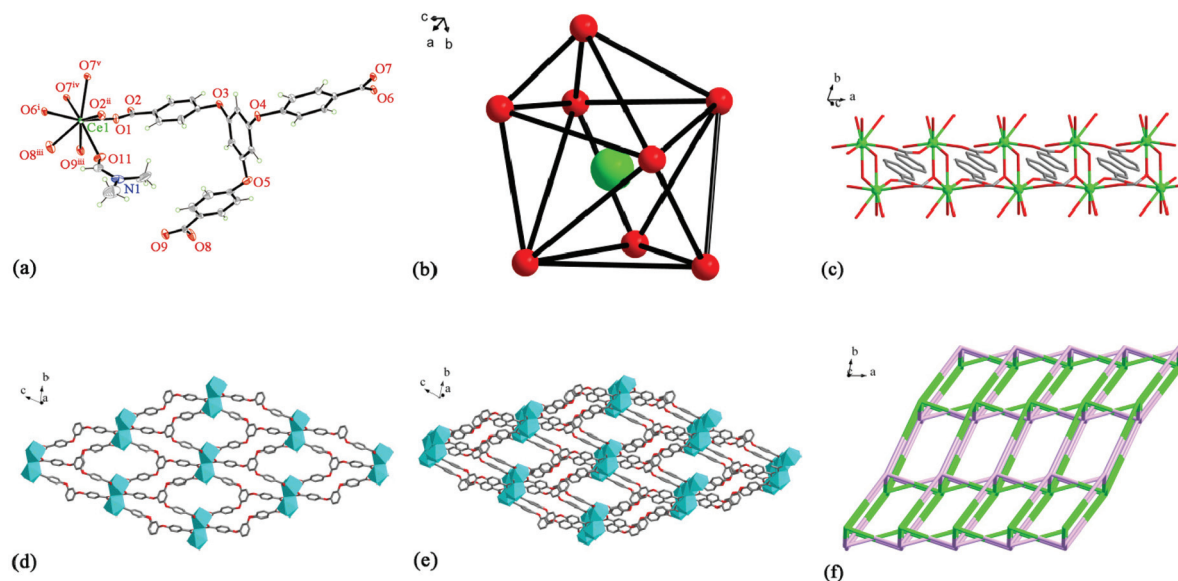 O7v
O7iv
O6i
O2ii
O2
Ce1
O1
O8iii
O9iii
O11
N1
O3
O4
O7
O6
O5
O9
O8
(a)
c
a
b
(b)
b
c
a
(c)
b
c
a
(d)
b
c
a
(e)
b
c
a
(f)